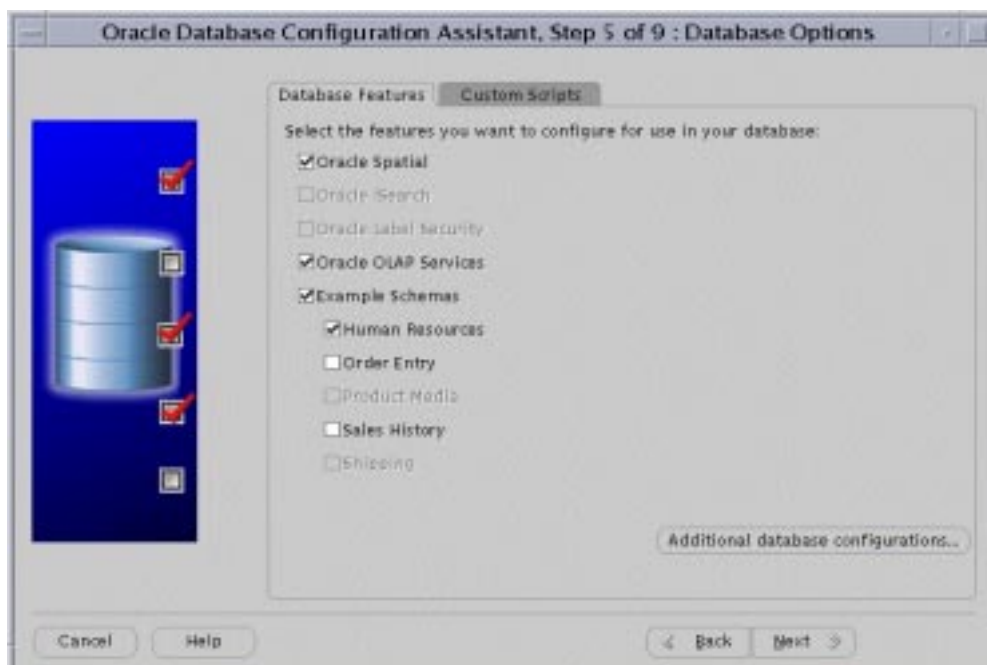 Oracle Database Configuration Assistant, Step 5 of 9 : Database Options
Database Features
Custom Scripts
Select the features you want to configure for use in your database:
Oracle Spatial
Oracle iSearch
Oracle Label Security
Oracle OLAP Services
Example Schemas
Human Resources
Order Entry
Product Media
Sales History
Shipping
Additional database configurations...
Cancel
Help
Back
Next